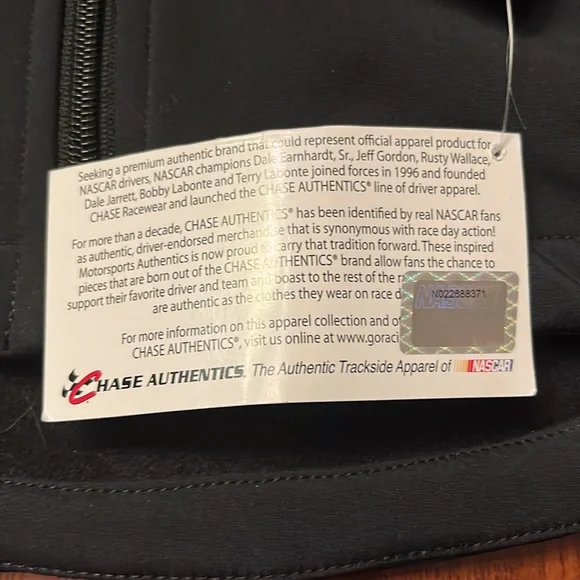 Seeking a premium authentic brand that could represent official apparel product for
NASCAR drivers, NASCAR champions Dale Earnhardt, Sr., Jeff Gordon, Rusty Wallace,
Dale Jarrett, Bobby Labonte and Terry Labonte joined forces in 1996 and founded
CHASE Racewear and launched the CHASE AUTHENTICS® line of driver apparel.
For more than a decade, CHASE AUTHENTICS® has been identified by real NASCAR fans
as authentic, driver-endorsed merchandise that is synonymous with race day action!
Motorsports Authentics is now proud to carry that tradition forward. These inspired
pieces that are born out of the CHASE AUTHENTICS® brand allow fans the chance to
support their favorite driver and team and boast to the rest of the
are authentic as the clothes they wear on race
N022888371
For more information on this apparel collection and
CHASE AUTHENTICS®, visit us online at
CHASE AUTHENTICS. The Authentic Trackside Apparel of NASCAR